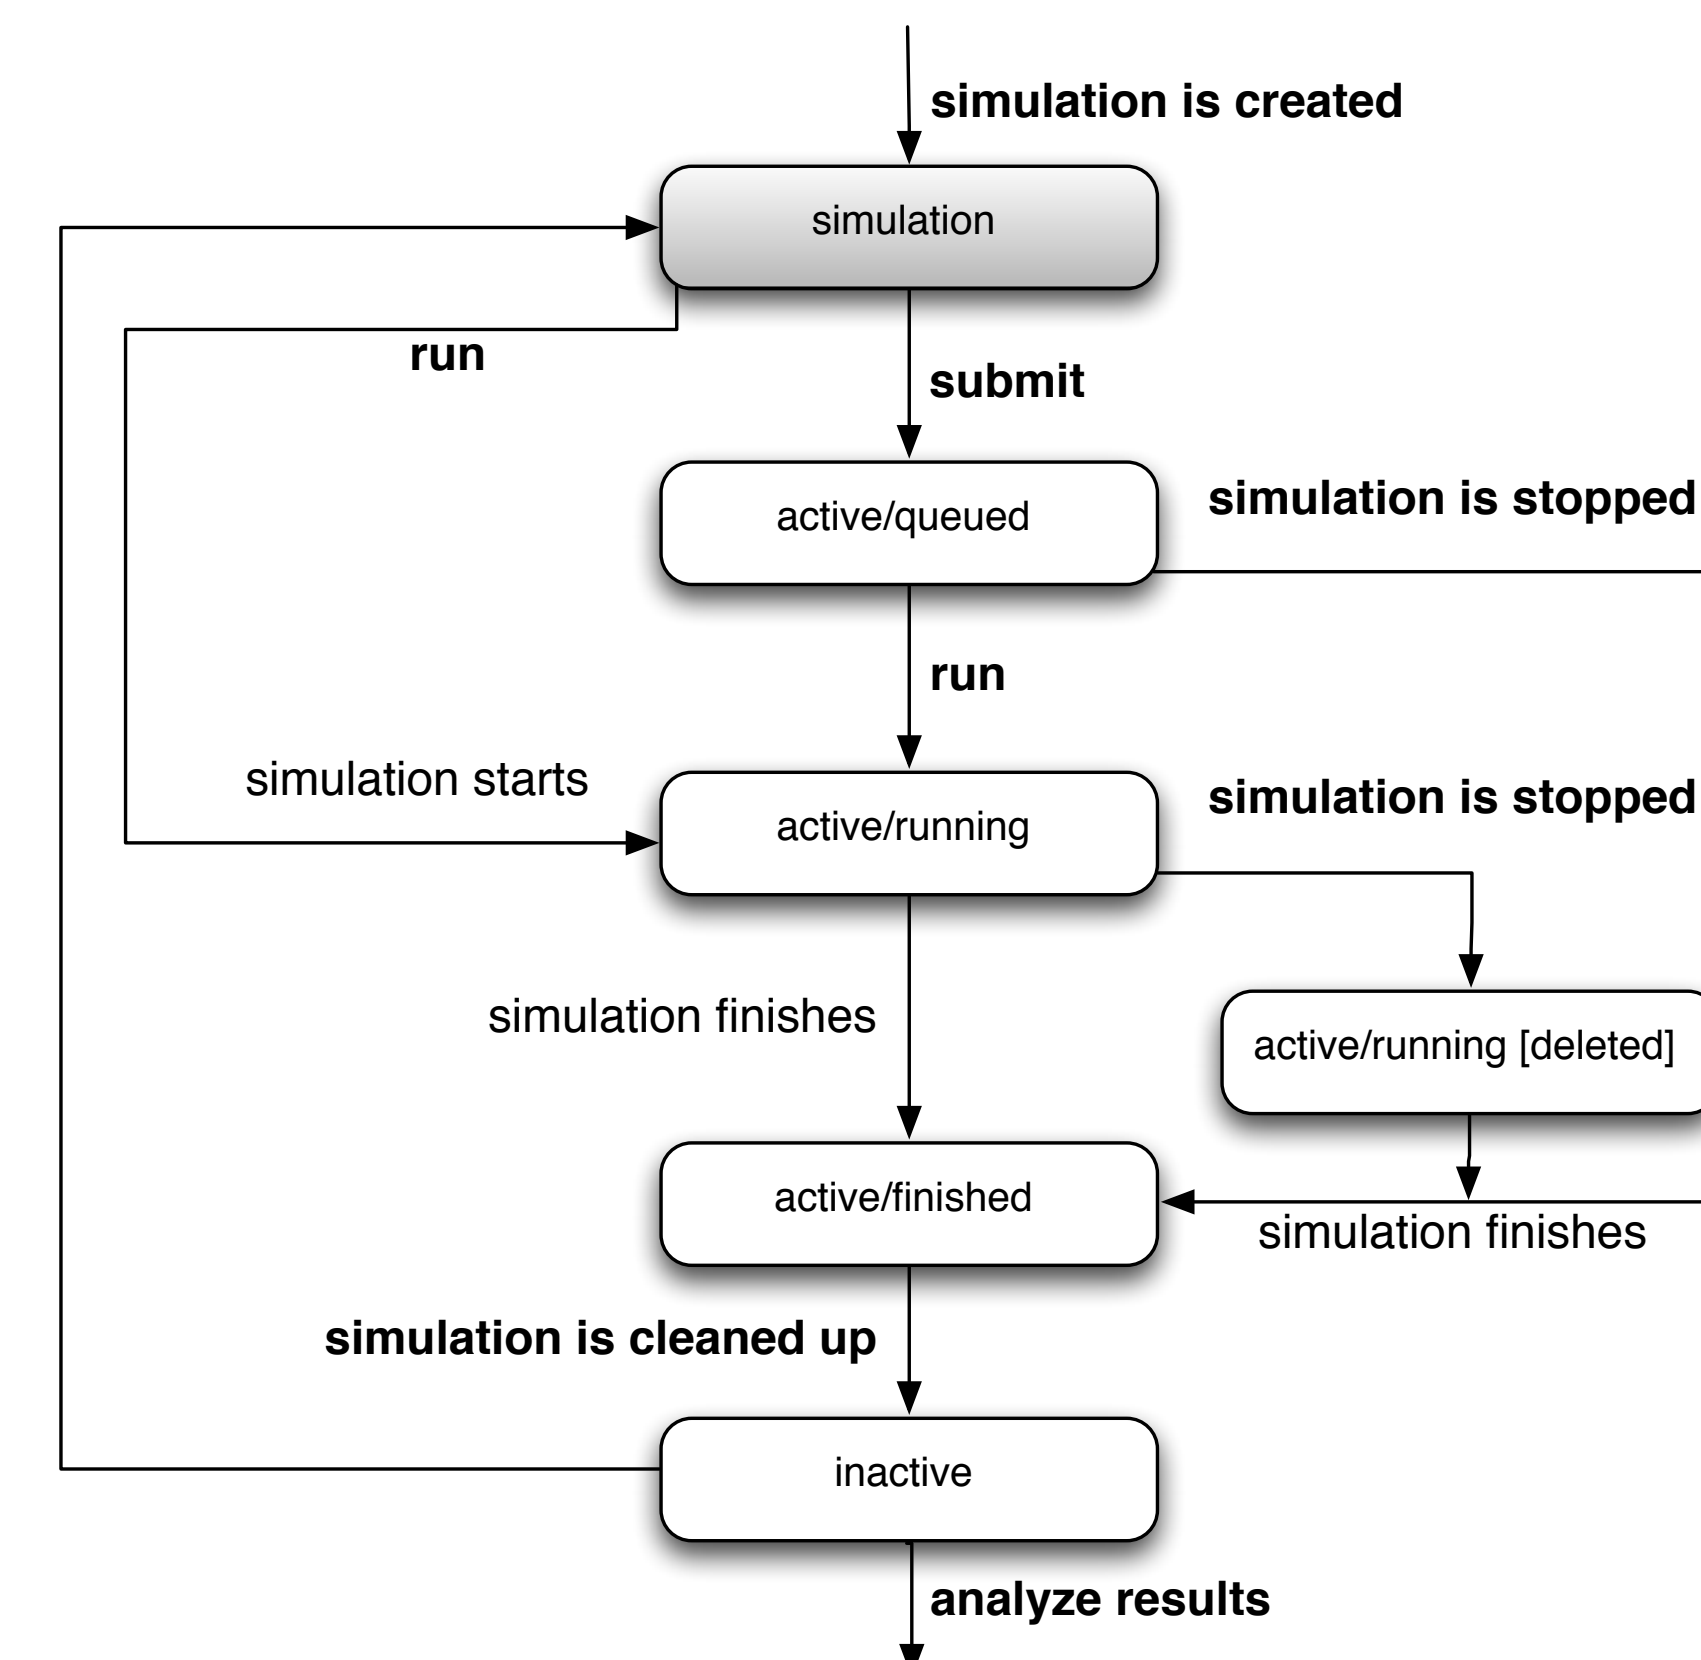 simulation is created
simulation
run
submit
active/queued
simulation is stopped
run
simulation starts
active/running
simulation is stopped
simulation finishes
active/running [deleted]
active/finished
simulation finishes
simulation is cleaned up
inactive
analyze results